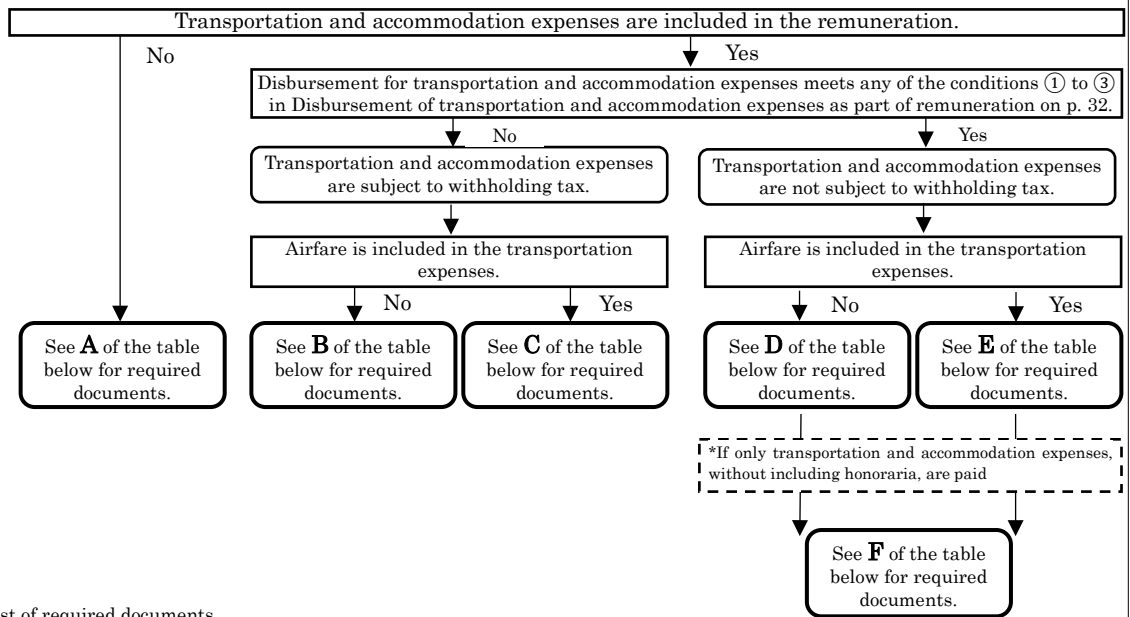 Transportation and accommodation expenses are included in the remuneration.
No
Yes
Disbursement for transportation and accommodation expenses meets any of the conditions ① to ③
in Disbursement of transportation and accommodation expenses as part of remuneration on p. 32.
No
Yes
Transportation and accommodation expenses
are subject to withholding tax.
Transportation and accommodation expenses
are not subject to withholding tax.
Airfare is included in the transportation
expenses.
Airfare is included in the transportation
expenses.
No
Yes
No
Yes
See A of the table
below for required
documents.
See B of the table
below for required
documents.
See C of the table
below for required
documents.
See D of the table
below for required
documents.
See E of the table
below for required
documents.
*If only transportation and accommodation expenses,
without including honoraria, are paid
See F of the table
below for required
documents.
st of required documents